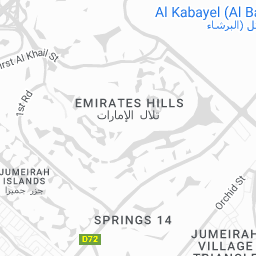 Al Kabayel (Al Ba
ل (البرشاء
First Al Khail St
1st Rd
EMIRATES HILLS
تلال الإمارات
JUMEIRAH
ISLANDS
جزر جميرا
Orchid St
SPRINGS 14
D72
JUMEIRAH
VILLAGE
TRIANGLE